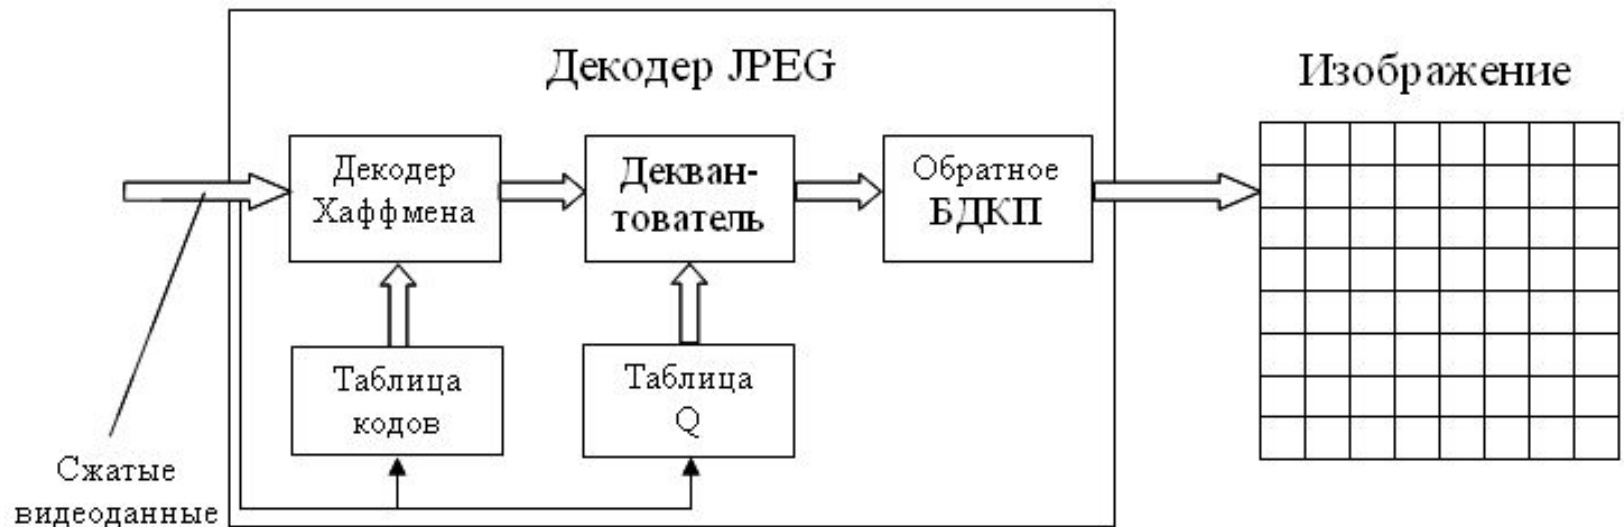 Декодер JPEG
Изображение
Декодер
Хаффмена
Декван-
тователь
Обратное
БДКП
Таблица
кодов
Таблица
Q
Сжатые
видеоданные